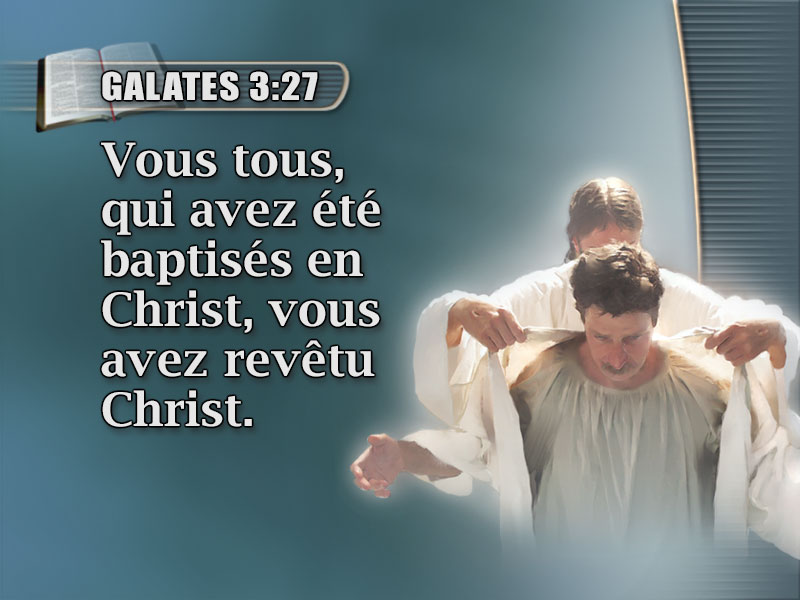 GALATES 3:27
Vous tous,
qui avez été
baptisés en
Christ, vous
avez revêtu
Christ.